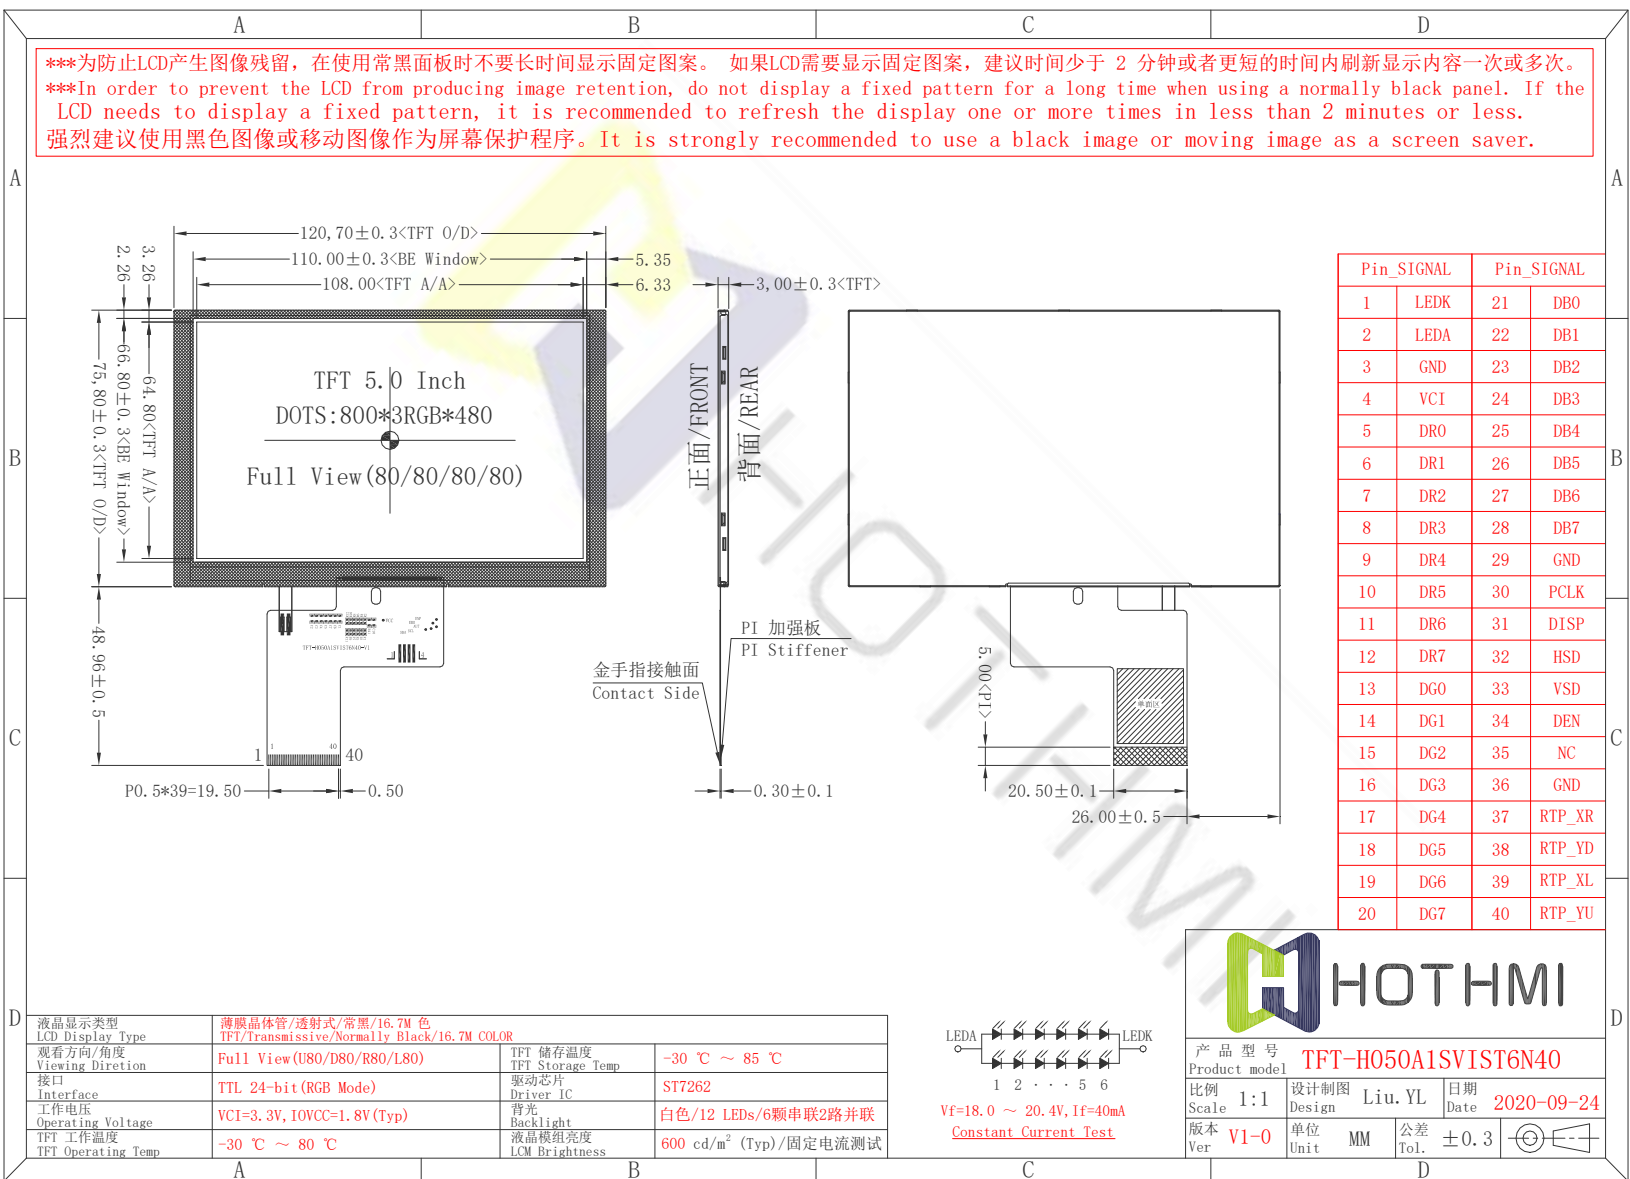 A B C D
***为防止LCD产生图像残留，在使用常黑面板时不要长时间显示固定图案。 如果LCD需要显示固定图案，建议时间少于 2 分钟或者更短的时间内刷新显示内容一次或多次。
***In order to prevent the LCD from producing image retention, do not display a fixed pattern for a long time when using a normally black panel. If the
LCD needs to display a fixed pattern, it is recommended to refresh the display one or more times in less than 2 minutes or less.
强烈建议使用黑色图像或移动图像作为屏幕保护程序。It is strongly recommended to use a black image or moving image as a screen saver.
A A
B B
C C
D D
120,70±0.3<TFT O/D>
110.00±0.3<BE Window>
5.35
108.00<TFT A/A>
6.33
3.26
2.26
75,80±0.3<TFT O/D>
66.80±0.3<BE Window>
64.80<TFT A/A>
48.96±0.5
TFT 5.0 Inch
DOTS:800*3RGB*480
Full View(80/80/80/80)
TFT-H050A1SVIST6N40-V1
1 40
1 40
P0.5*39=19.50
0.50
3,00±0.3<TFT>
正面/FRONT
背面/REAR
PI 加强板
PI Stiffener
金手指接触面
Contact Side
0.30±0.1
5.00<PI>
单面区
20.50±0.1
26.00±0.5
HOTHMI
Pin_SIGNAL Pin_SIGNAL
1 LEDK 21 DB0
2 LEDA 22 DB1
3 GND 23 DB2
4 VCI 24 DB3
5 DR0 25 DB4
6 DR1 26 DB5
7 DR2 27 DB6
8 DR3 28 DB7
9 DR4 29 GND
10 DR5 30 PCLK
11 DR6 31 DISP
12 DR7 32 HSD
13 DG0 33 VSD
14 DG1 34 DEN
15 DG2 35 NC
16 DG3 36 GND
17 DG4 37 RTP_XR
18 DG5 38 RTP_YD
19 DG6 39 RTP_XL
20 DG7 40 RTP_YU
液晶显示类型
LCD Display Type
薄膜晶体管/透射式/常黑/16.7M 色
TFT/Transmissive/Normally Black/16.7M COLOR
观看方向/角度
Viewing Diretion
Full View(U80/D80/R80/L80)
TFT 储存温度
TFT Storage Temp
-30 ℃ ～ 85 ℃
接口
Interface
TTL 24-bit(RGB Mode)
驱动芯片
Driver IC
ST7262
工作电压
Operating Voltage
VCI=3.3V,IOVCC=1.8V(Typ)
背光
Backlight
白色/12 LEDs/6颗串联2路并联
TFT 工作温度
TFT Operating Temp
-30 ℃ ～ 80 ℃
液晶模组亮度
LCM Brightness
600 cd/m² (Typ)/固定电流测试
LEDA LEDK
1 2 · · · 5 6
Vf=18.0 ～ 20.4V,If=40mA
Constant Current Test
HOTHMI
产 品 型 号
Product model
TFT-H050A1SVIST6N40
比例
Scale
1:1
设计制图
Design
Liu.YL
日期
Date
2020-09-24
版本
Ver
V1-0
单位
Unit
MM
公差
Tol.
±0.3
A B C D